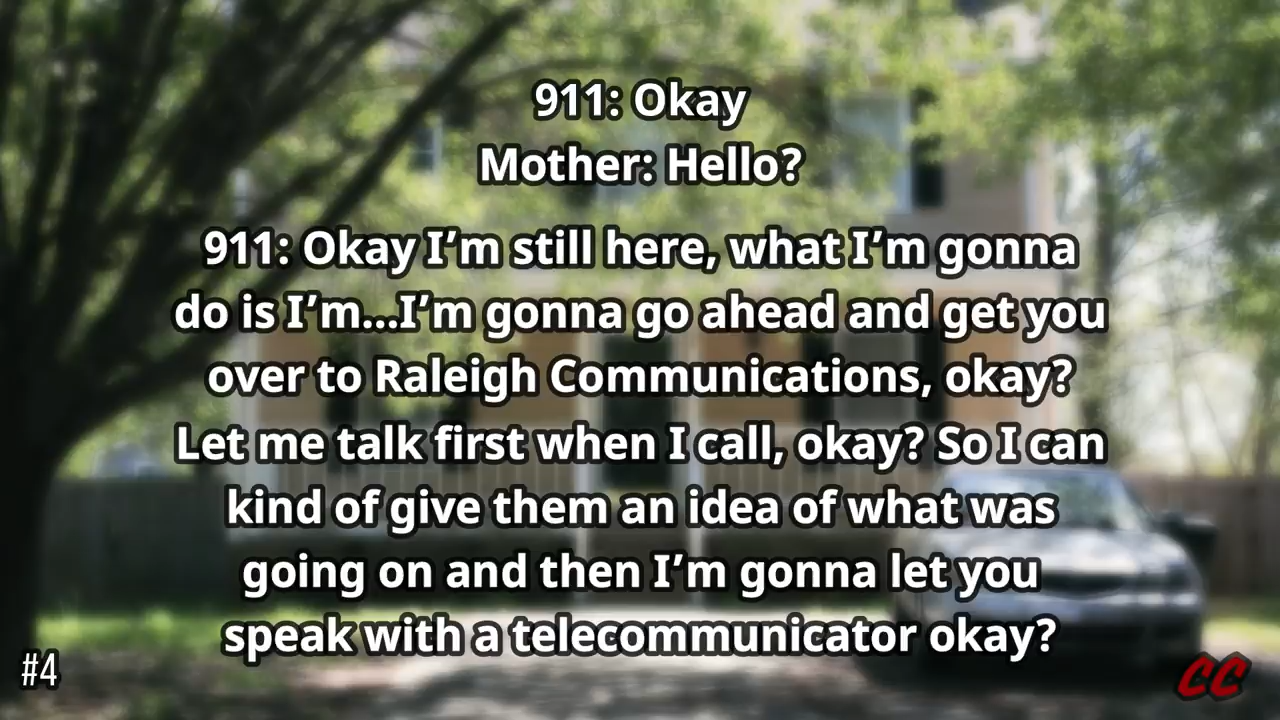 911: Okay
Mother: Hello?
911: Okay I’m still here, what I’m gonna
do is I’m...I’m gonna go ahead and get you
over to Raleigh Communications, okay?
Let me talk first when I call, okay? So I can
kind of give them an idea of what was
going on and then I’m gonna let you
speak with a telecommunicator okay?
#4
CC